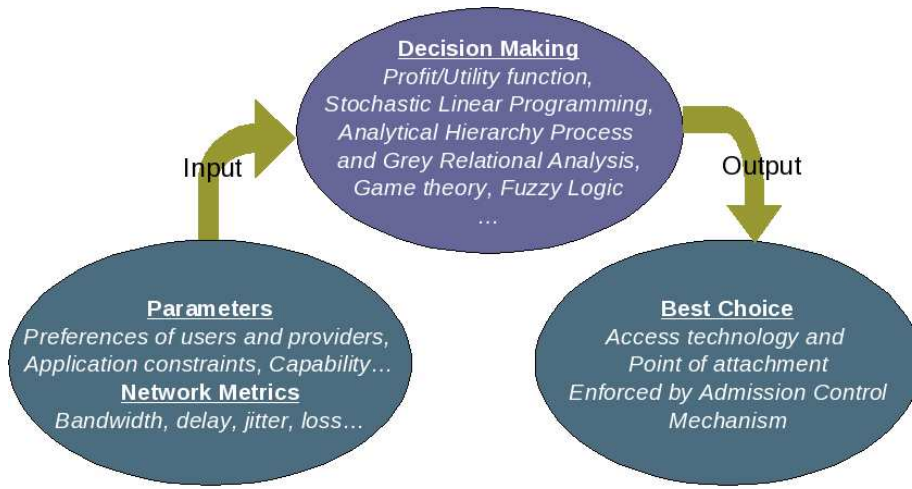 Decision Making
Profit/Utility function,
Stochastic Linear Programming,
Analytical Hierarchy Process
and Grey Relational Analysis,
Game theory, Fuzzy Logic
…
Input
Output
Parameters
Preferences of users and providers,
Application constraints, Capability…
Network Metrics
Bandwidth, delay, jitter, loss…
Best Choice
Access technology and
Point of attachment
Enforced by Admission Control
Mechanism